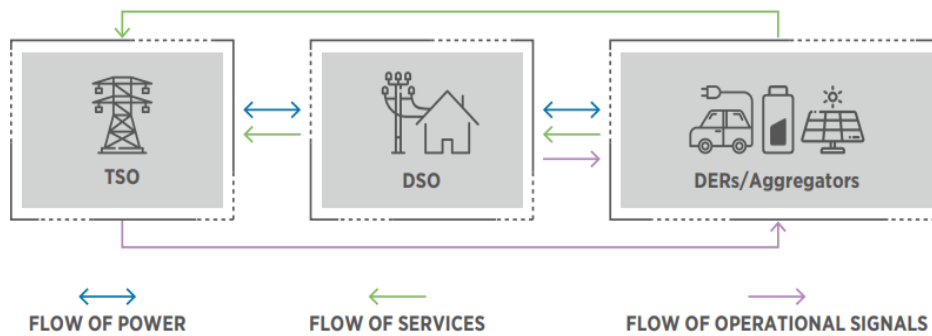 TSO
DSO
DERs/Aggregators
FLOW OF POWER
FLOW OF SERVICES
FLOW OF OPERATIONAL SIGNALS